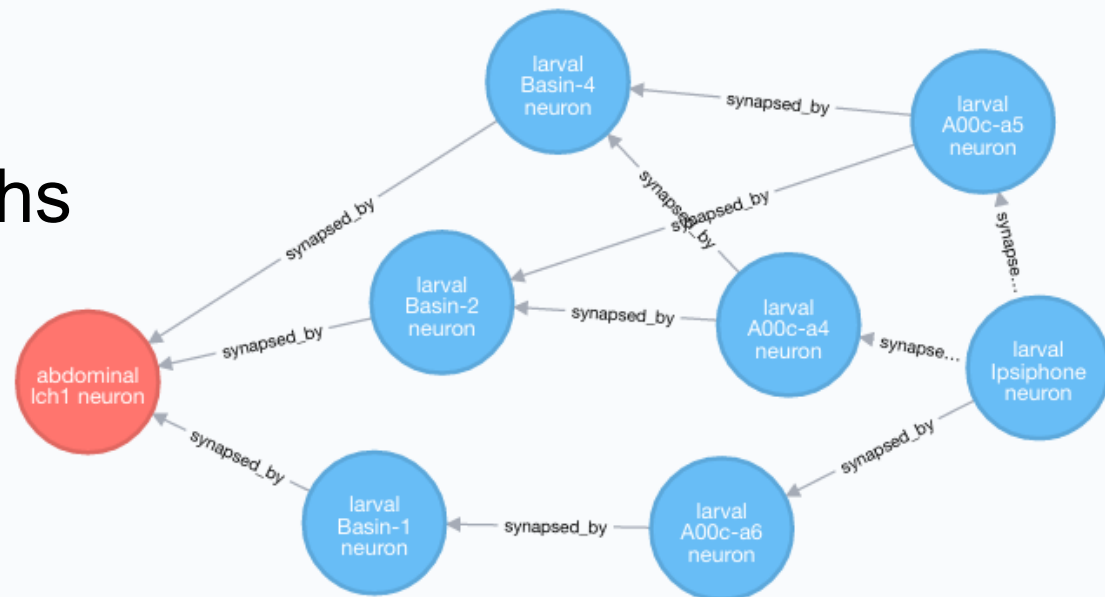 hs
larval
Basin-4
neuron
synapsed_by
larval
A00c-a5
neuron
synapsed_by
synapsed_by
synapsed_by
synapse...
larval
Basin-2
neuron
synapsed_by
larval
A00c-a4
neuron
synapse...
larval
Ipsiphone
neuron
synapsed_by
abdominal
lch1 neuron
synapsed_by
synapsed_by
larval
Basin-1
neuron
synapsed_by
larval
A00c-a6
neuron